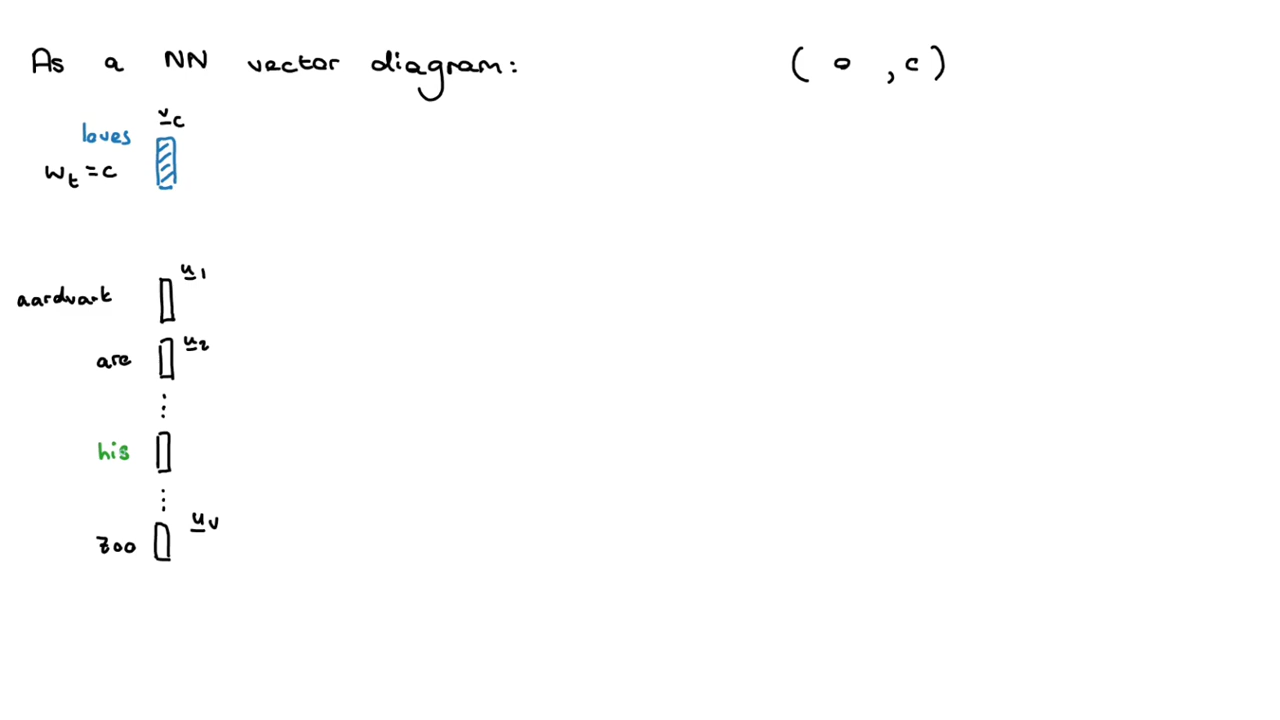 As a NN vector diagram: ( o , c )
v_c
loves
w_t = c
u_1
aardvark
u_2
are
⋮
his
⋮
u_V
zoo